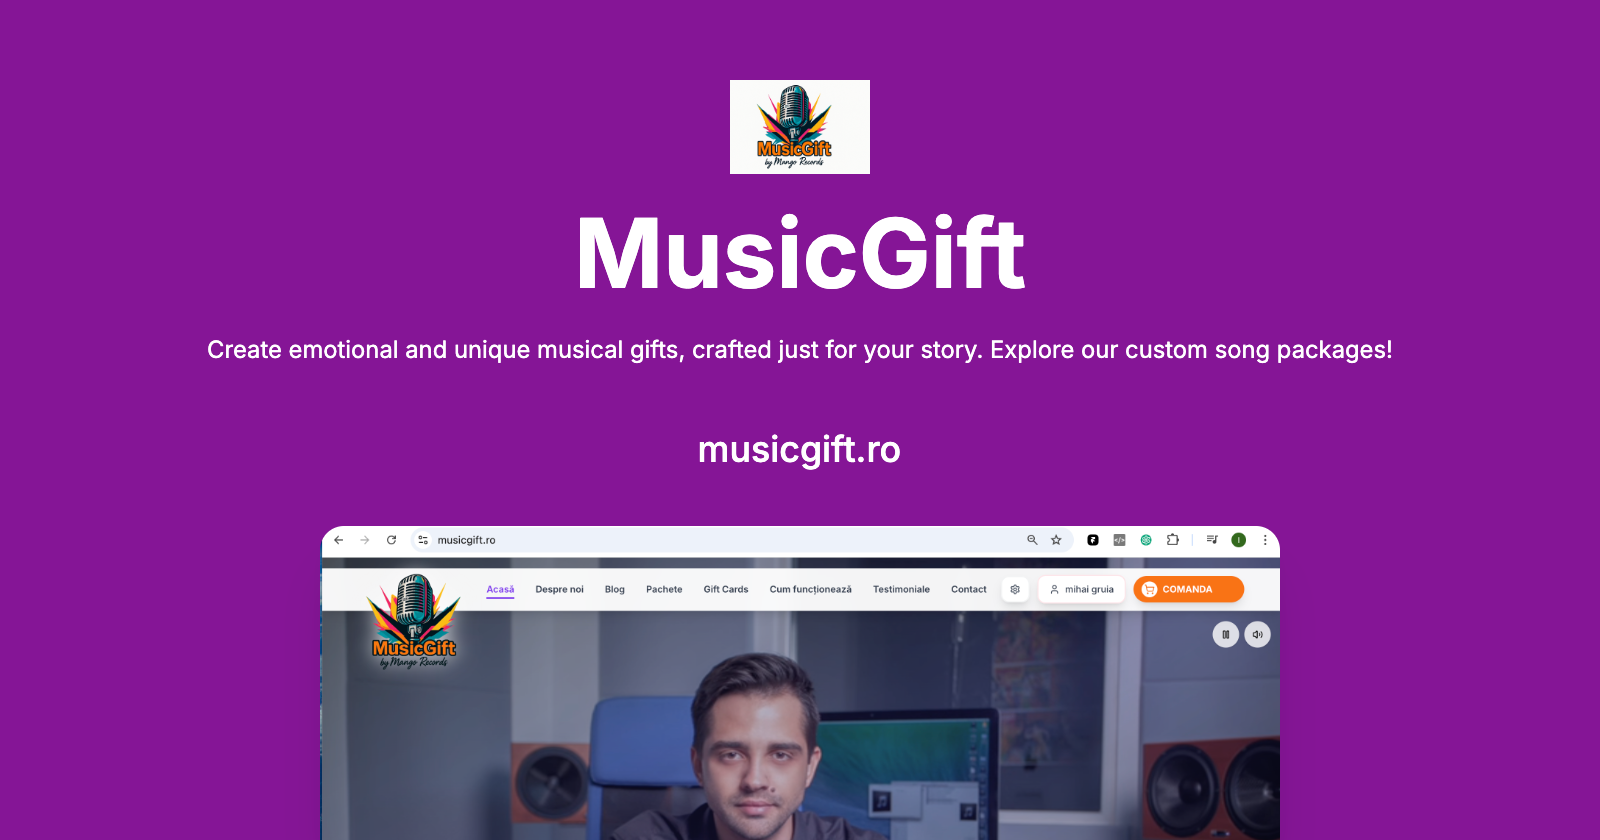 MusicGift
by Mango Records
MusicGift
Create emotional and unique musical gifts, crafted just for your story. Explore our custom song packages!
musicgift.ro
musicgift.ro
Acasă Despre noi Blog Pachete Gift Cards Cum funcționează Testimoniale Contact mihai gruia COMANDA
MusicGift
by Mango Records